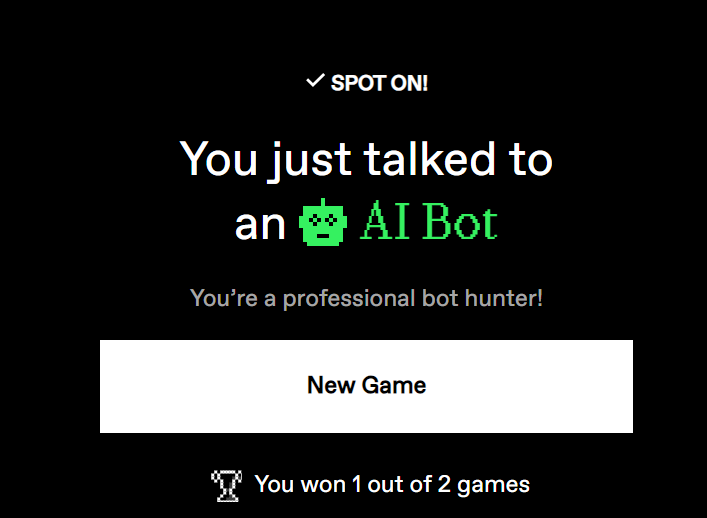 SPOT ON!
You just talked to
an AI Bot
You’re a professional bot hunter!
New Game
You won 1 out of 2 games